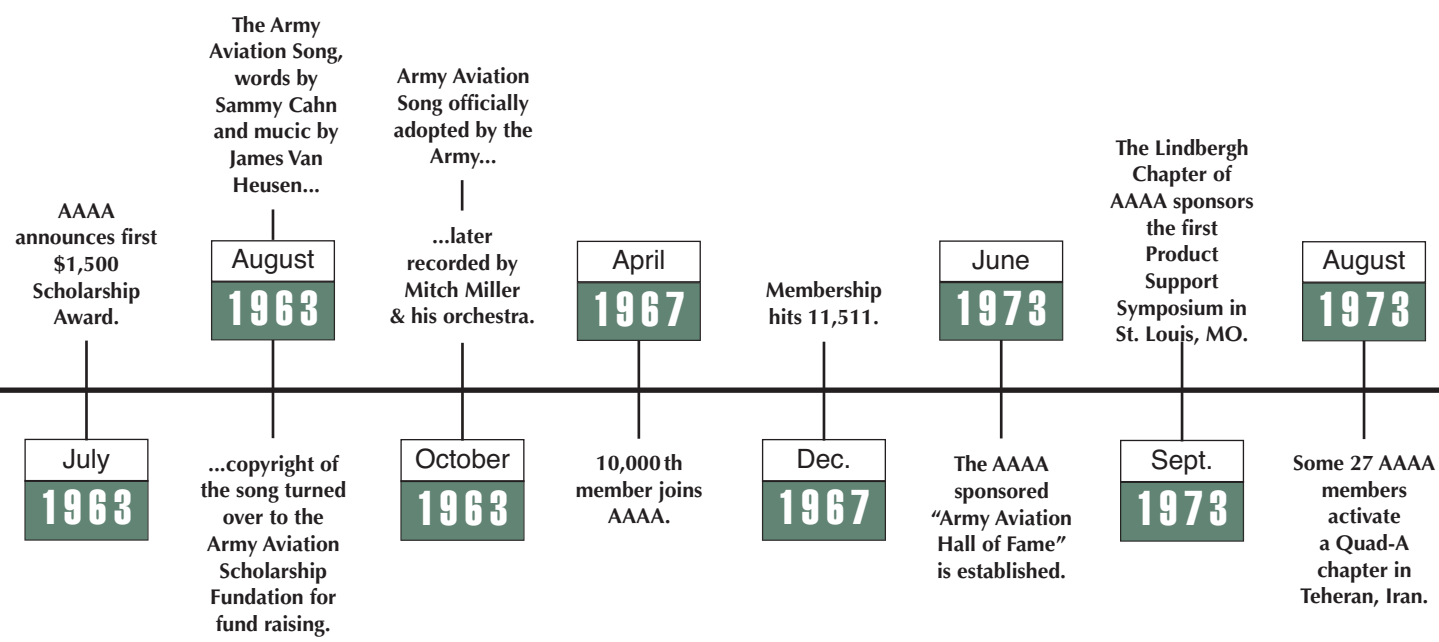 AAAA
announces first
$1,500
Scholarship
Award.
July
1963
The Army
Aviation Song,
words by
Sammy Cahn
and mucic by
James Van
Heusen...
August
1963
...copyright of
the song turned
over to the
Army Aviation
Scholarship
Fundation for
fund raising.
Army Aviation
Song officially
adopted by the
Army...
...later
recorded by
Mitch Miller
& his orchestra.
October
1963
April
1967
10,000 th
member joins
AAAA.
Membership
hits 11,511.
Dec.
1967
June
1973
The AAAA
sponsored
“Army Aviation
Hall of Fame”
is established.
The Lindbergh
Chapter of
AAAA sponsors
the first
Product
Support
Symposium in
St. Louis, MO.
Sept.
1973
August
1973
Some 27 AAAA
members
activate
a Quad-A
chapter in
Teheran, Iran.